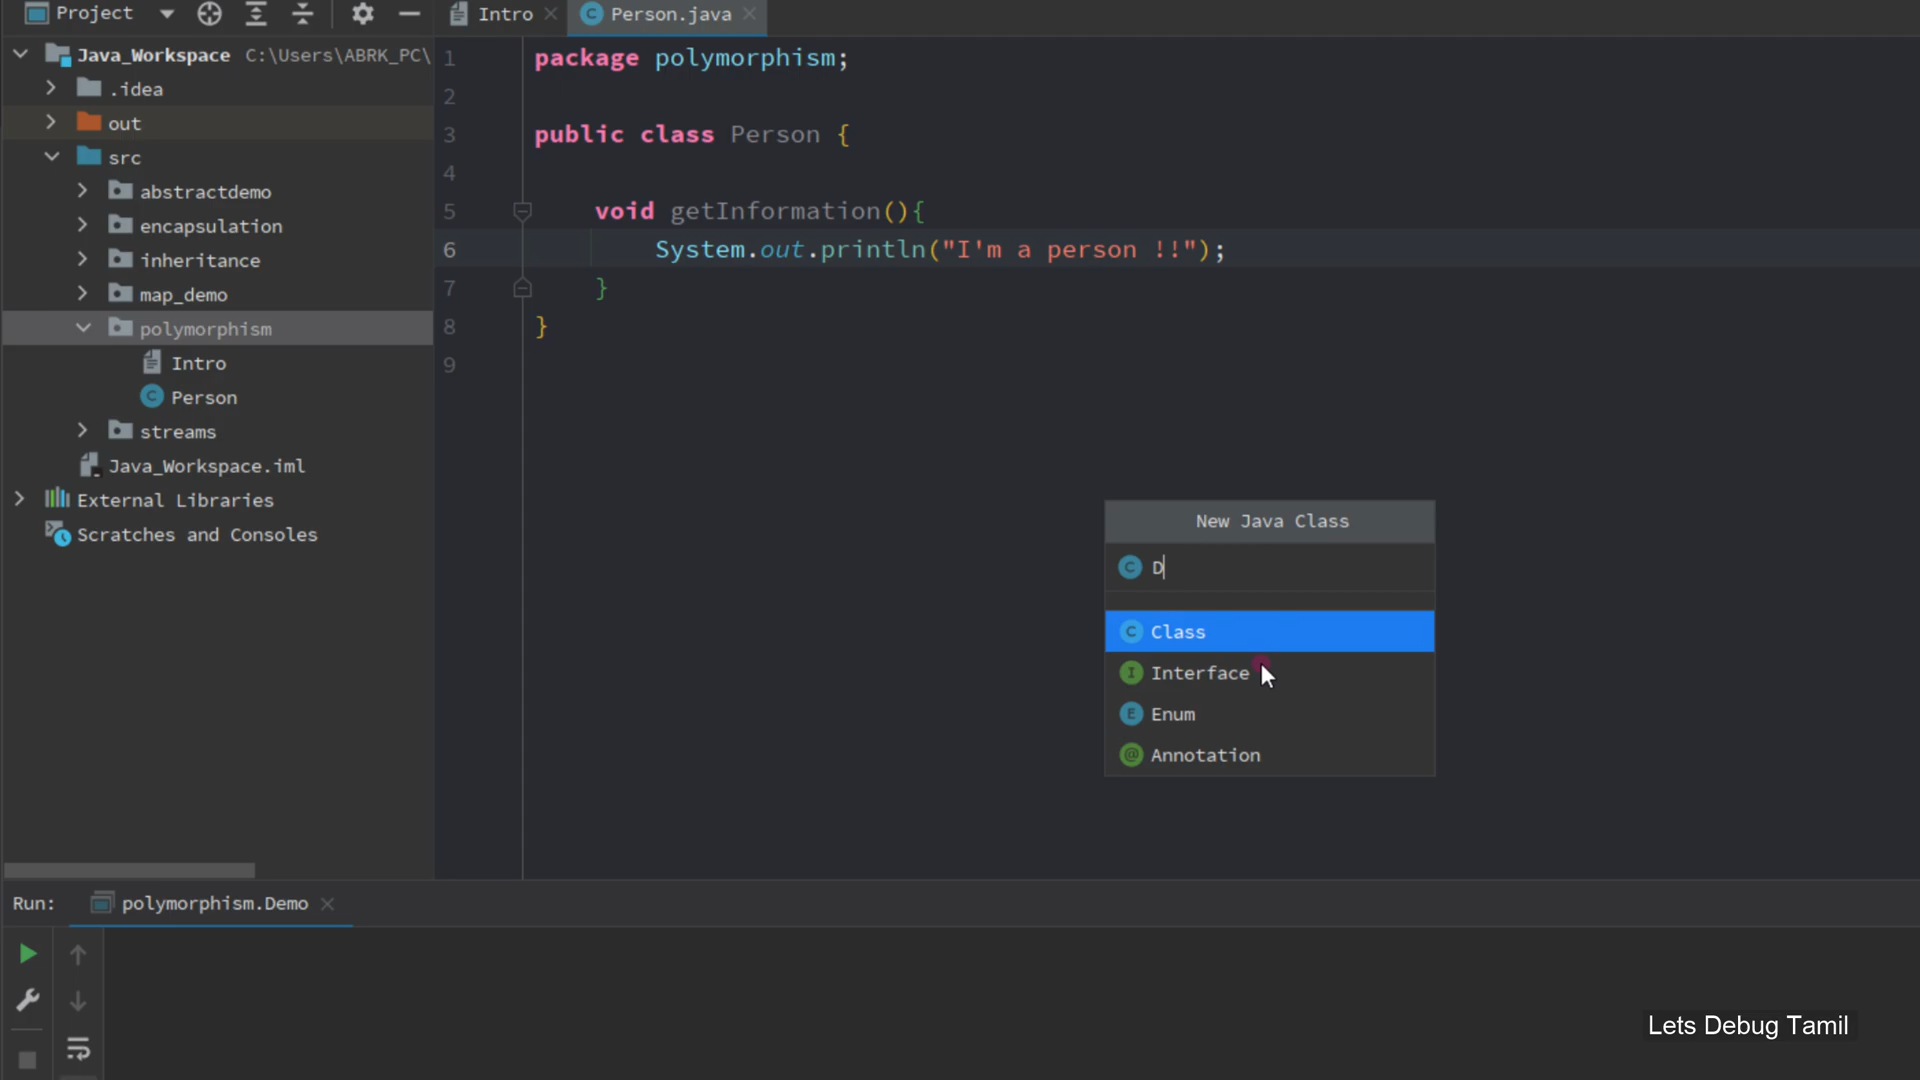 Project
Intro
Person.java
Java_Workspace C:\Users\ABRK_PC\
.idea
out
src
abstractdemo
encapsulation
inheritance
map_demo
polymorphism
Intro
Person
streams
Java_Workspace.iml
External Libraries
Scratches and Consoles
1 package polymorphism;
2
3 public class Person {
4
5 void getInformation(){
6 System.out.println("I'm a person !!");
7 }
8 }
9
New Java Class
C D
C Class
I Interface
E Enum
@ Annotation
Run: polymorphism.Demo
Lets Debug Tamil